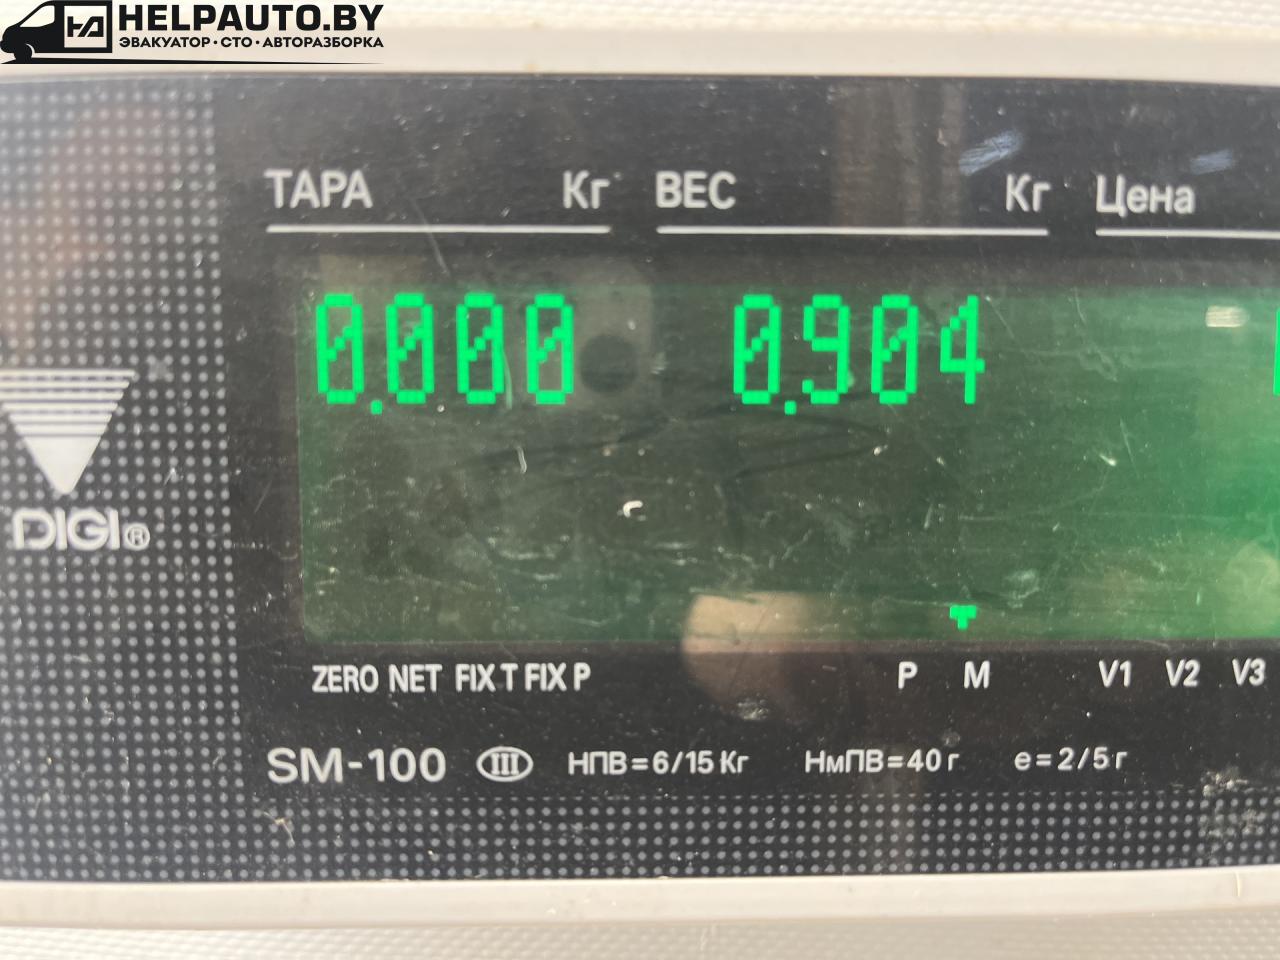 HELPAUTO.BY
ЭВАКУАТОР·СТО·АВТОРАЗБОРКА
ТАРА Кг ВЕС Кг Цена
0.000 0.904
DIGI®
ZERO NET FIX T FIX P P M V1 V2 V3
SM-100 III НПВ=6/15 Кг НмПВ=40 г e=2/5 г